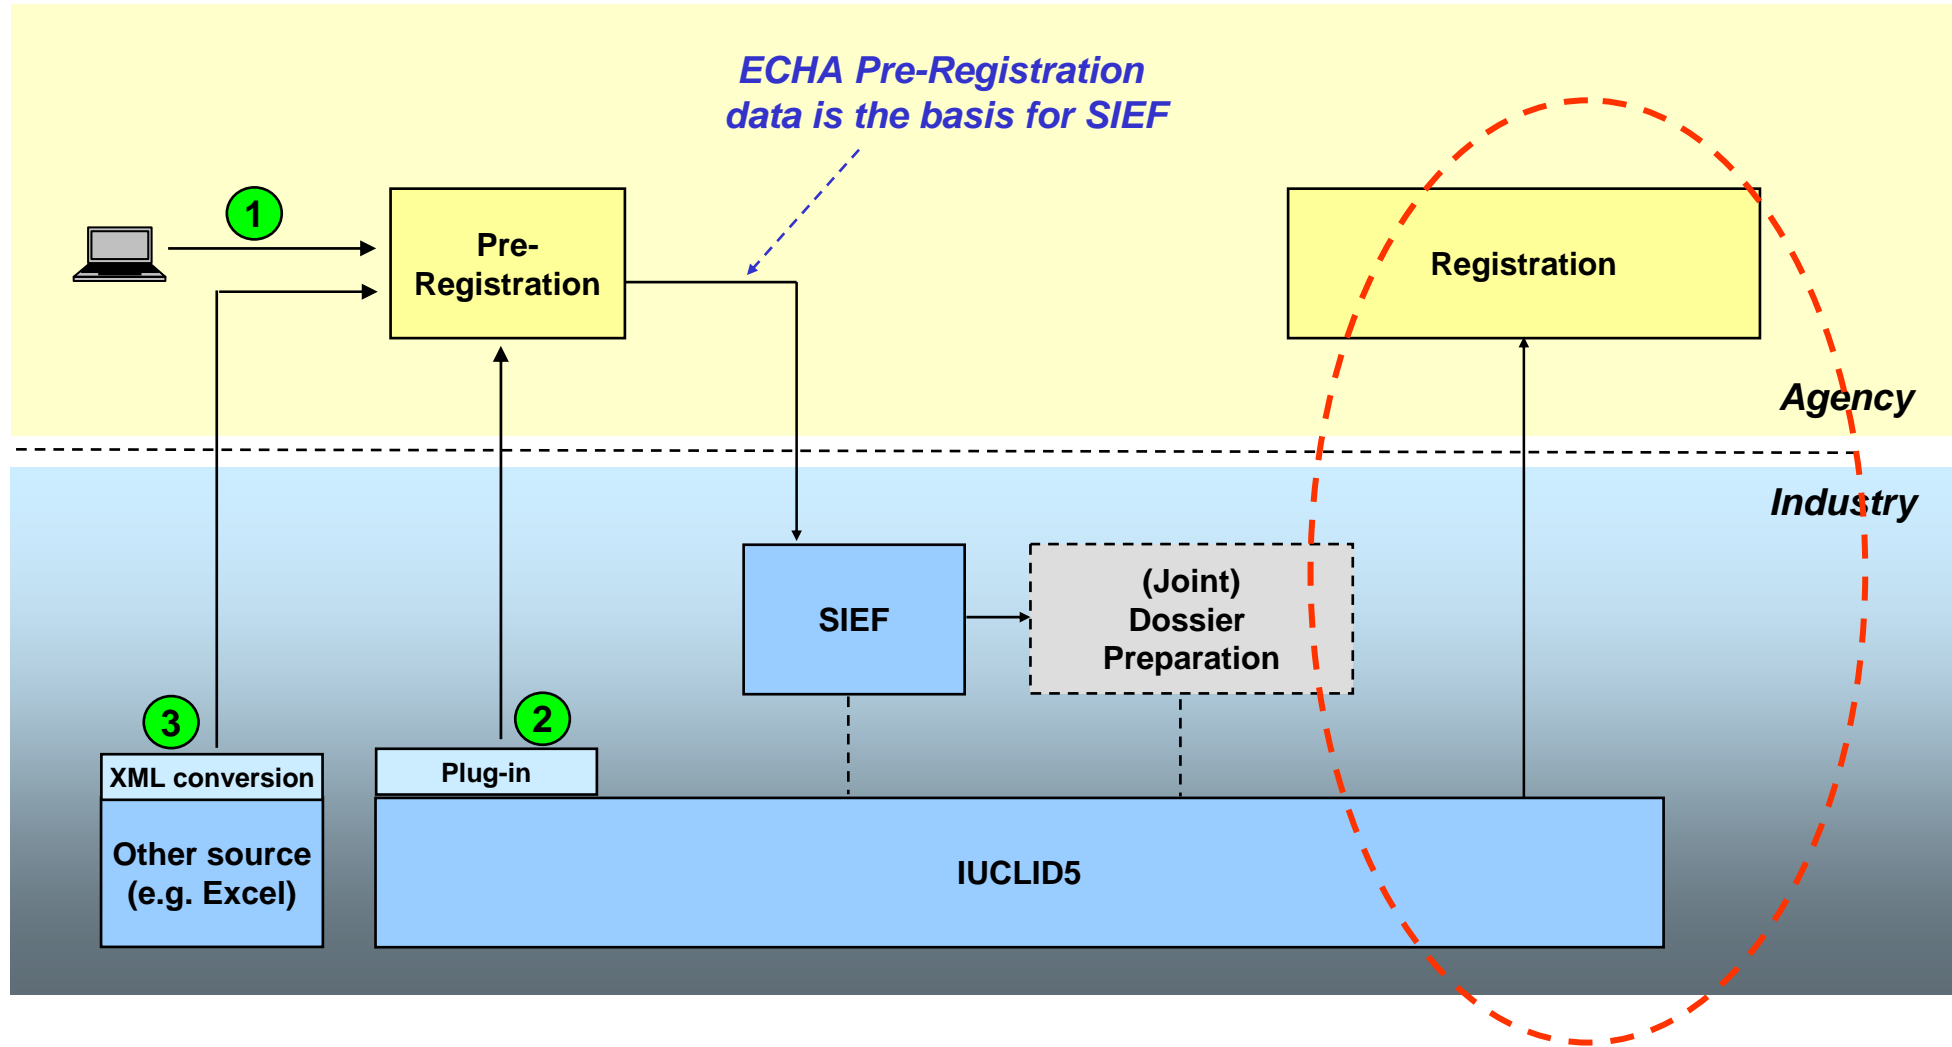 ECHA Pre-Registration
data is the basis for SIEF
1
Pre-
Registration
Registration
Agency
Industry
SIEF
(Joint)
Dossier
Preparation
3
2
XML conversion
Plug-in
Other source
(e.g. Excel)
IUCLID5